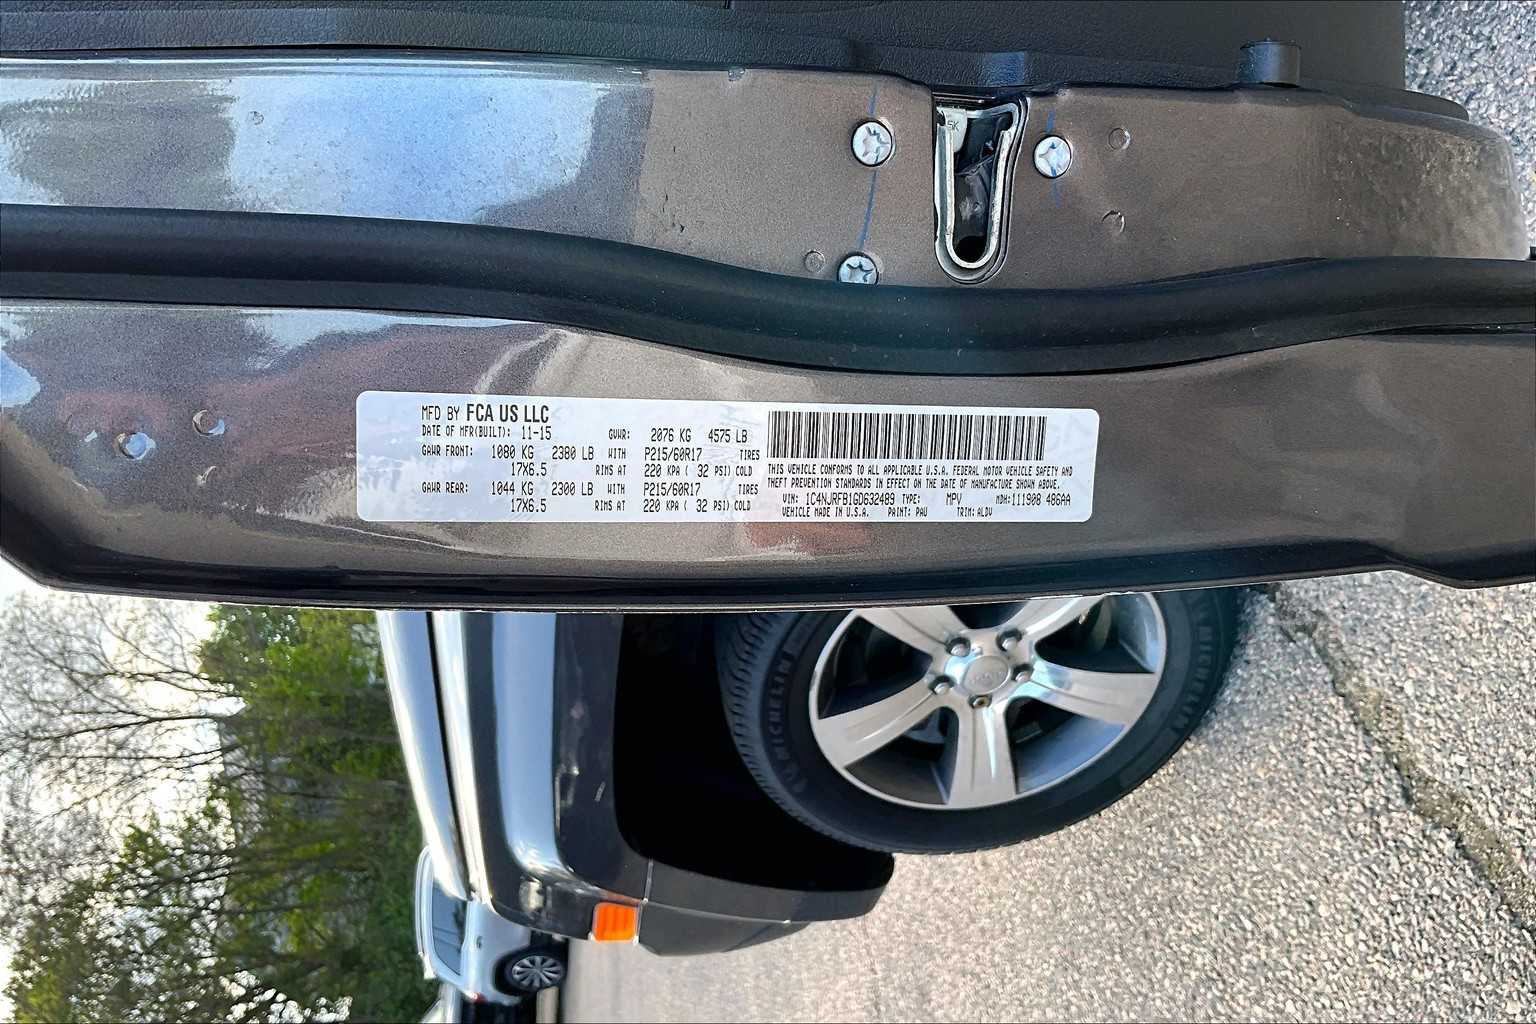 5K
MFD BY FCA US LLC
DATE OF MFR(BUILT): 11-15 GVWR: 2076 KG 4575 LB
GAWR FRONT: 1080 KG 2380 LB WITH P215/60R17 TIRES
17X6.5 RIMS AT 220 KPA ( 32 PSI) COLD
GAWR REAR: 1044 KG 2300 LB WITH P215/60R17 TIRES
17X6.5 RIMS AT 220 KPA ( 32 PSI) COLD
THIS VEHICLE CONFORMS TO ALL APPLICABLE U.S.A. FEDERAL MOTOR VEHICLE SAFETY AND
THEFT PREVENTION STANDARDS IN EFFECT ON THE DATE OF MANUFACTURE SHOWN ABOVE.
VIN: 1C4NJRFB1GD632489 TYPE: MPV MDH:111908 486AA
VEHICLE MADE IN U.S.A. PAINT: PAU TRIM: ALDV
MICHELIN
MICHELIN